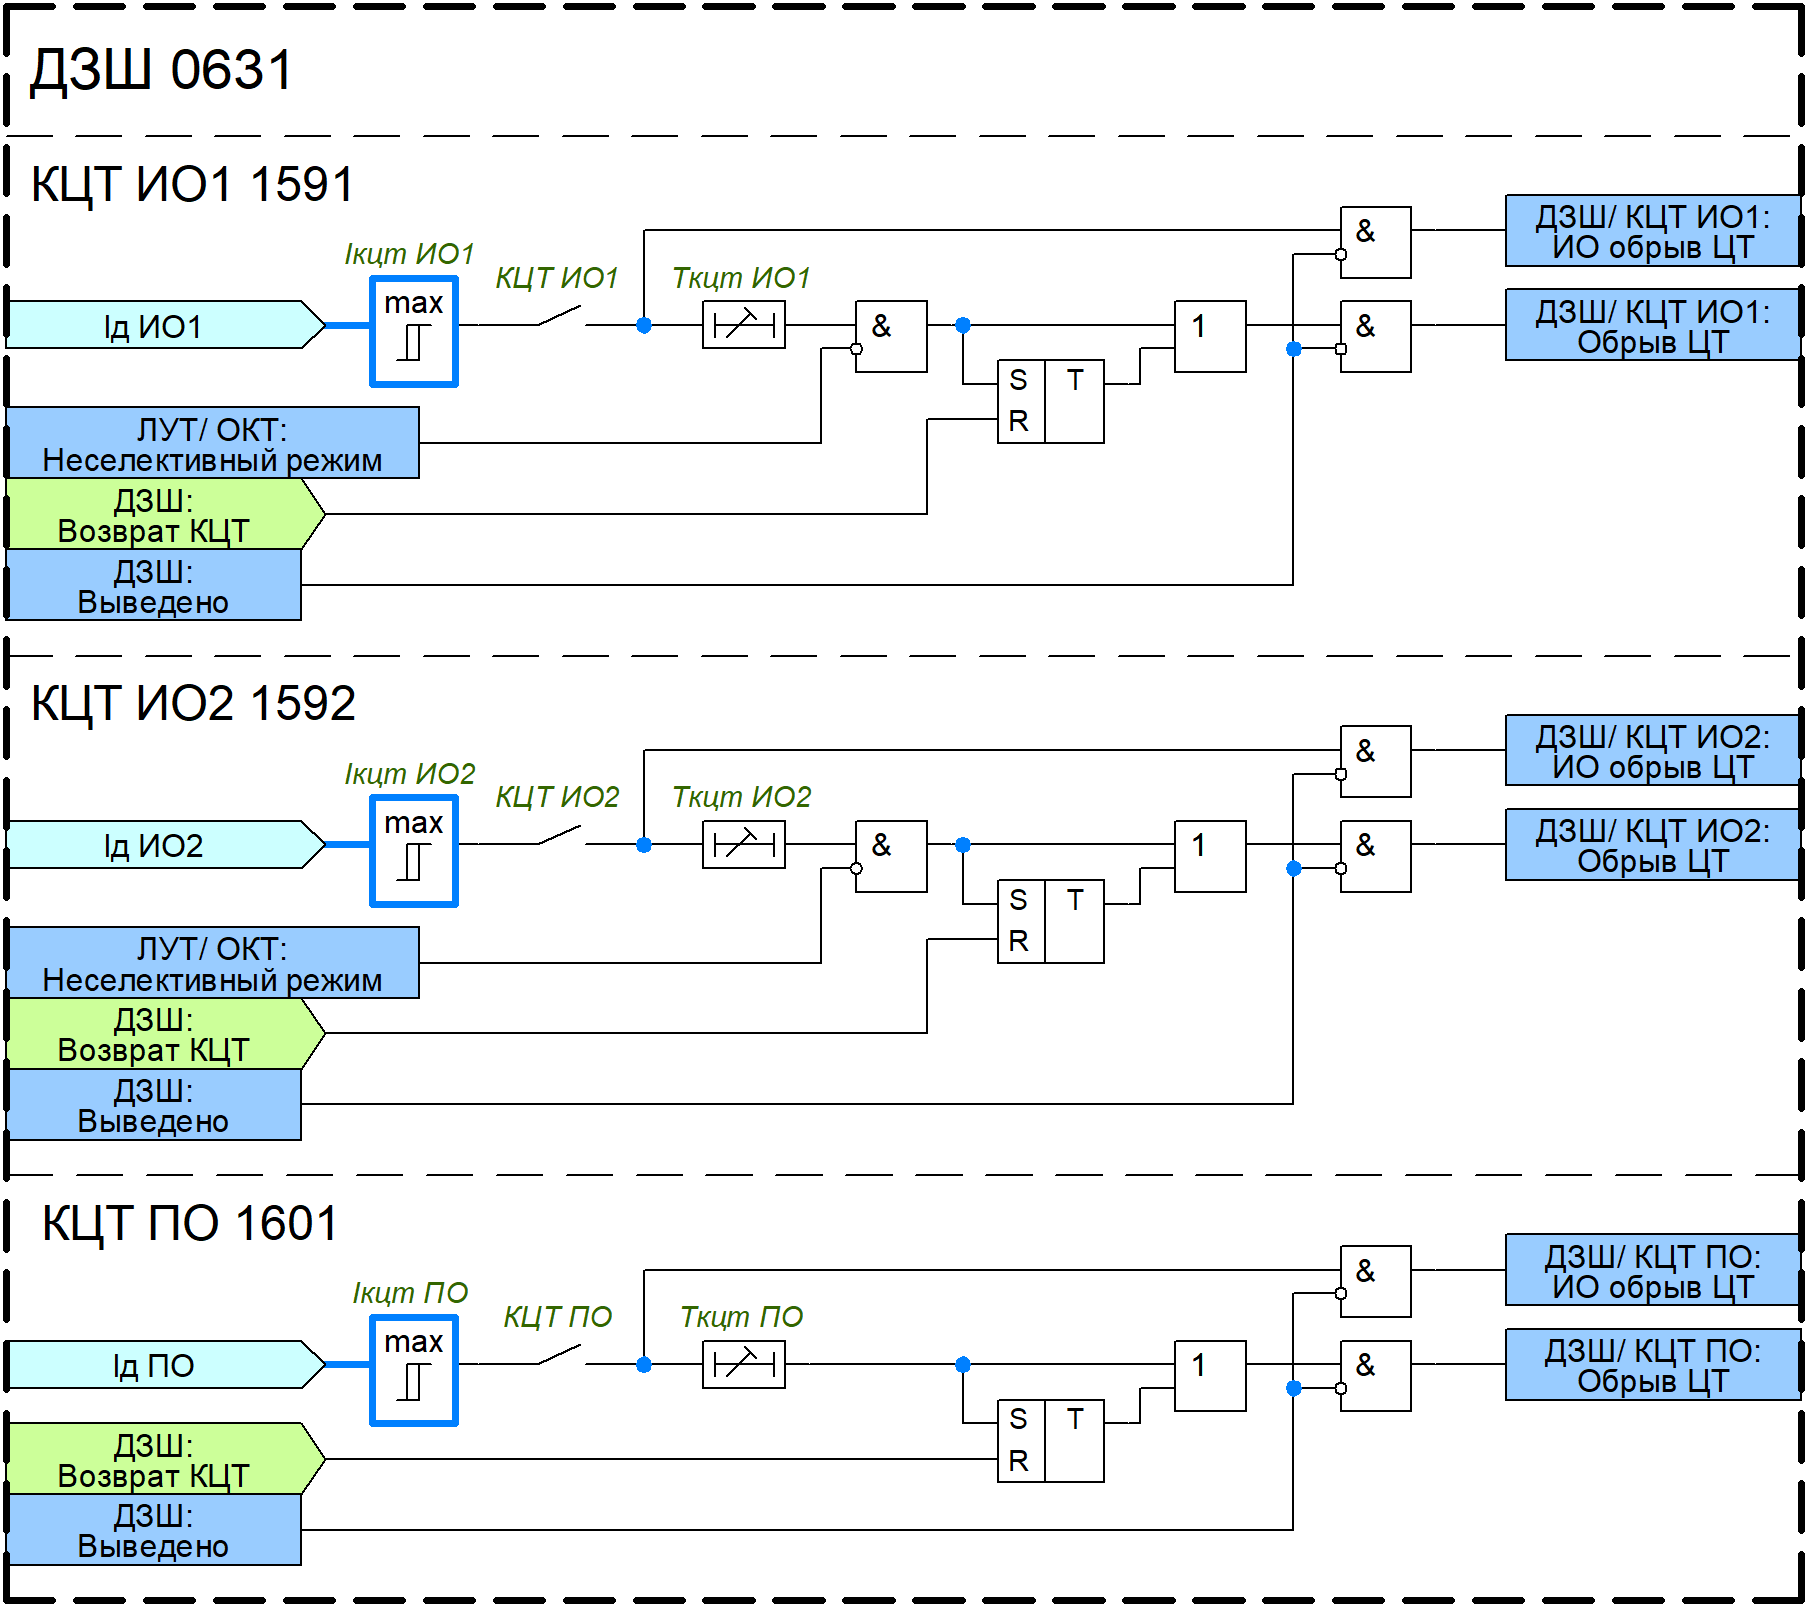 ДЗШ 0631
КЦТ ИО1 1591
Iкцт ИО1
КЦТ ИО1
Ткцт ИО1
max
Iд ИО1
&
S
T
R
1
&
&
ДЗШ/ КЦТ ИО1:
ИО обрыв ЦТ
ДЗШ/ КЦТ ИО1:
Обрыв ЦТ
ЛУТ/ ОКТ:
Неселективный режим
ДЗШ:
Возврат КЦТ
ДЗШ:
Выведено
КЦТ ИО2 1592
Iкцт ИО2
КЦТ ИО2
Ткцт ИО2
max
Iд ИО2
&
S
T
R
1
&
&
ДЗШ/ КЦТ ИО2:
ИО обрыв ЦТ
ДЗШ/ КЦТ ИО2:
Обрыв ЦТ
ЛУТ/ ОКТ:
Неселективный режим
ДЗШ:
Возврат КЦТ
ДЗШ:
Выведено
КЦТ ПО 1601
Iкцт ПО
КЦТ ПО
Ткцт ПО
max
Iд ПО
S
T
R
1
&
&
ДЗШ/ КЦТ ПО:
ИО обрыв ЦТ
ДЗШ/ КЦТ ПО:
Обрыв ЦТ
ДЗШ:
Возврат КЦТ
ДЗШ:
Выведено